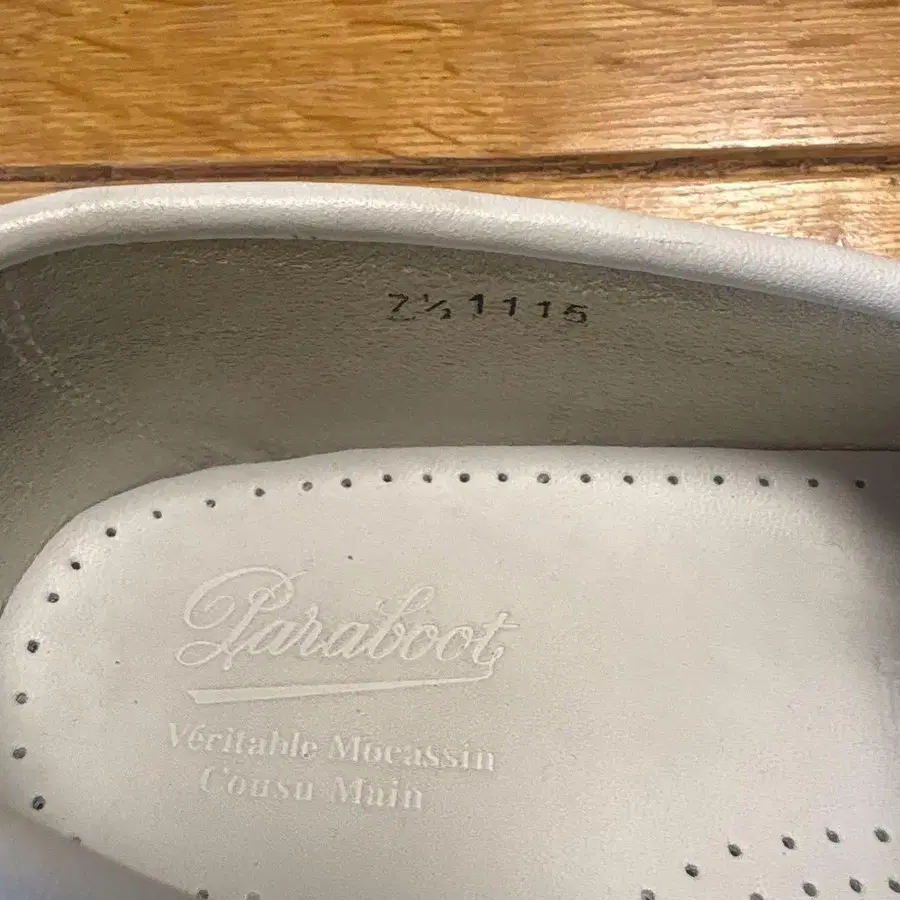 7½ 1115
Paraboot
Véritable Mocassin
Cousu Main